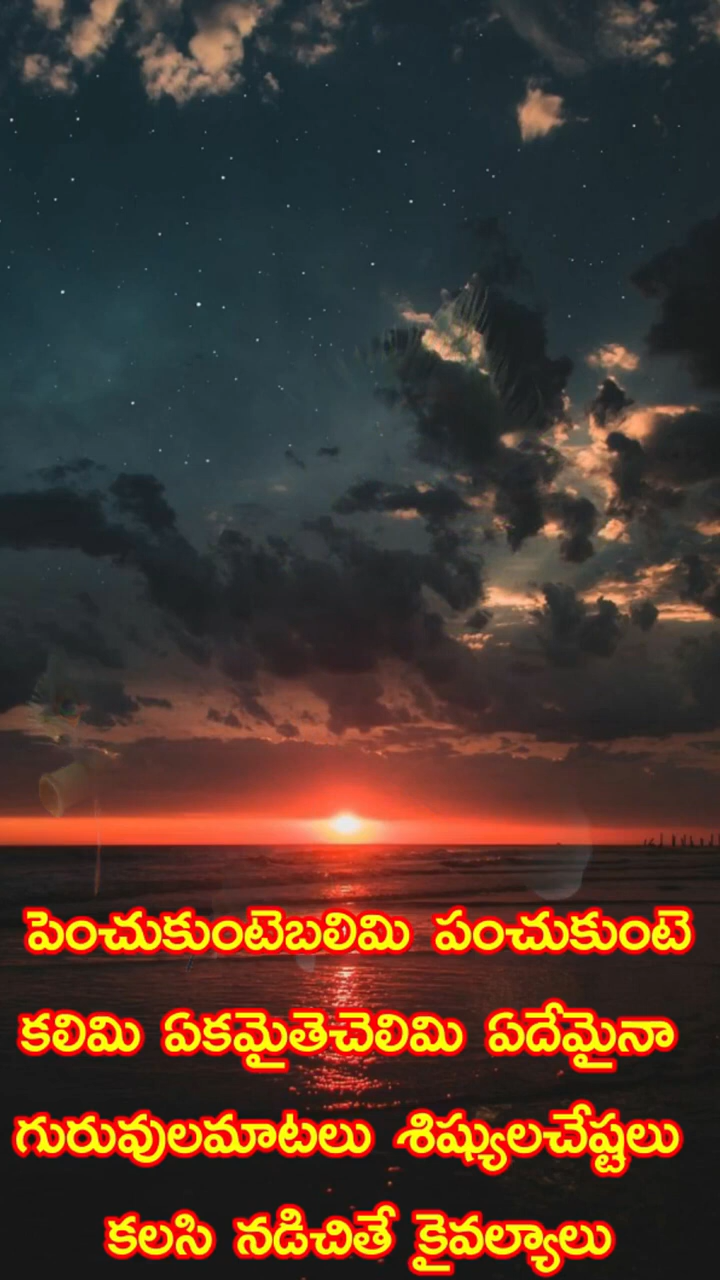 పెంచుకుంటెబలిమి పంచుకుంటె
కలిమి ఏకమైతెచెలిమి ఏదేమైనా
గురువులమాటలు శిష్యులచేష్టలు
కలసి నడిచితే కైవల్యాలు